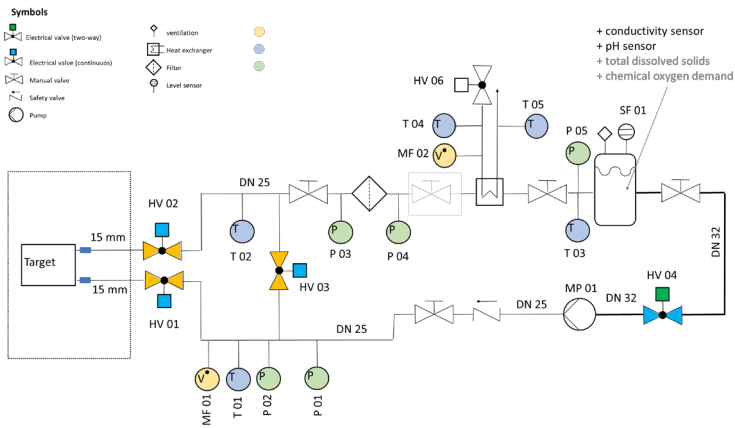 Symbols
Electrical valve (two-way)
Electrical valve (continuuos)
Manual valve
Safety valve
Pump
ventilation
Heat exchanger
Filter
Level sensor
+ conductivity sensor
+ pH sensor
+ total dissolved solids
+ chemical oxygen demand
HV 06
T 05
T 04
T
T
P 05
SF 01
MF 02
V
P
DN 25
HV 02
15 mm
T
T 02
P
P 03
P
P 04
T
T 03
DN 32
Target
HV 03
15 mm
HV 01
HV 04
MP 01
DN 25
DN 32
DN 25
V
T
P
P
MF 01
T 01
P 02
P 01